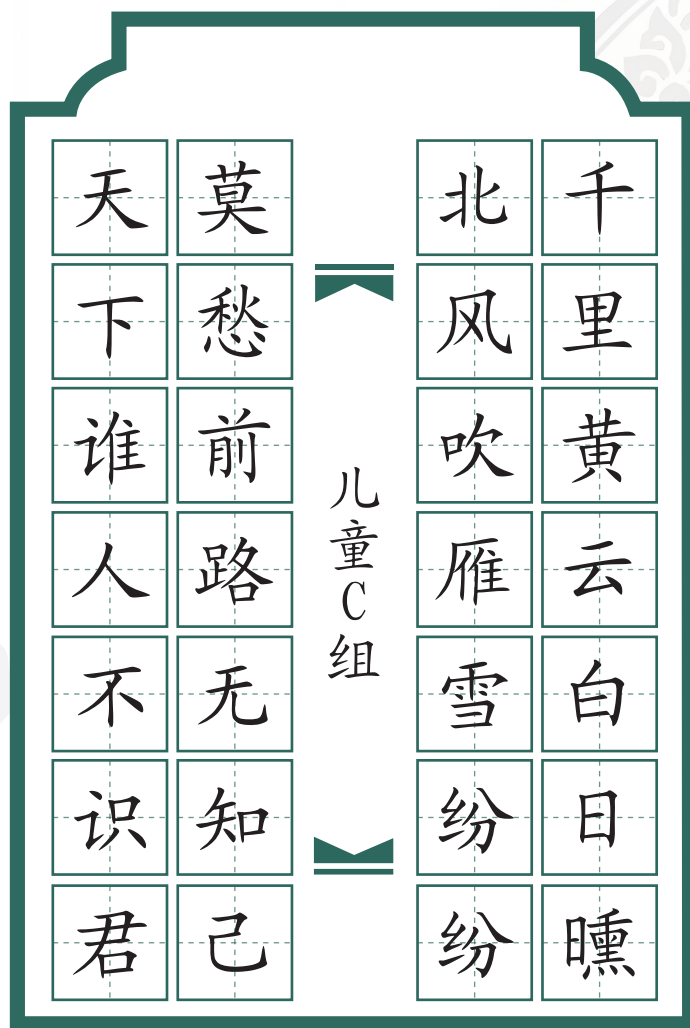 千里黄云白日曛
北风吹雁雪纷纷
儿童C组
莫愁前路无知己
天下谁人不识君